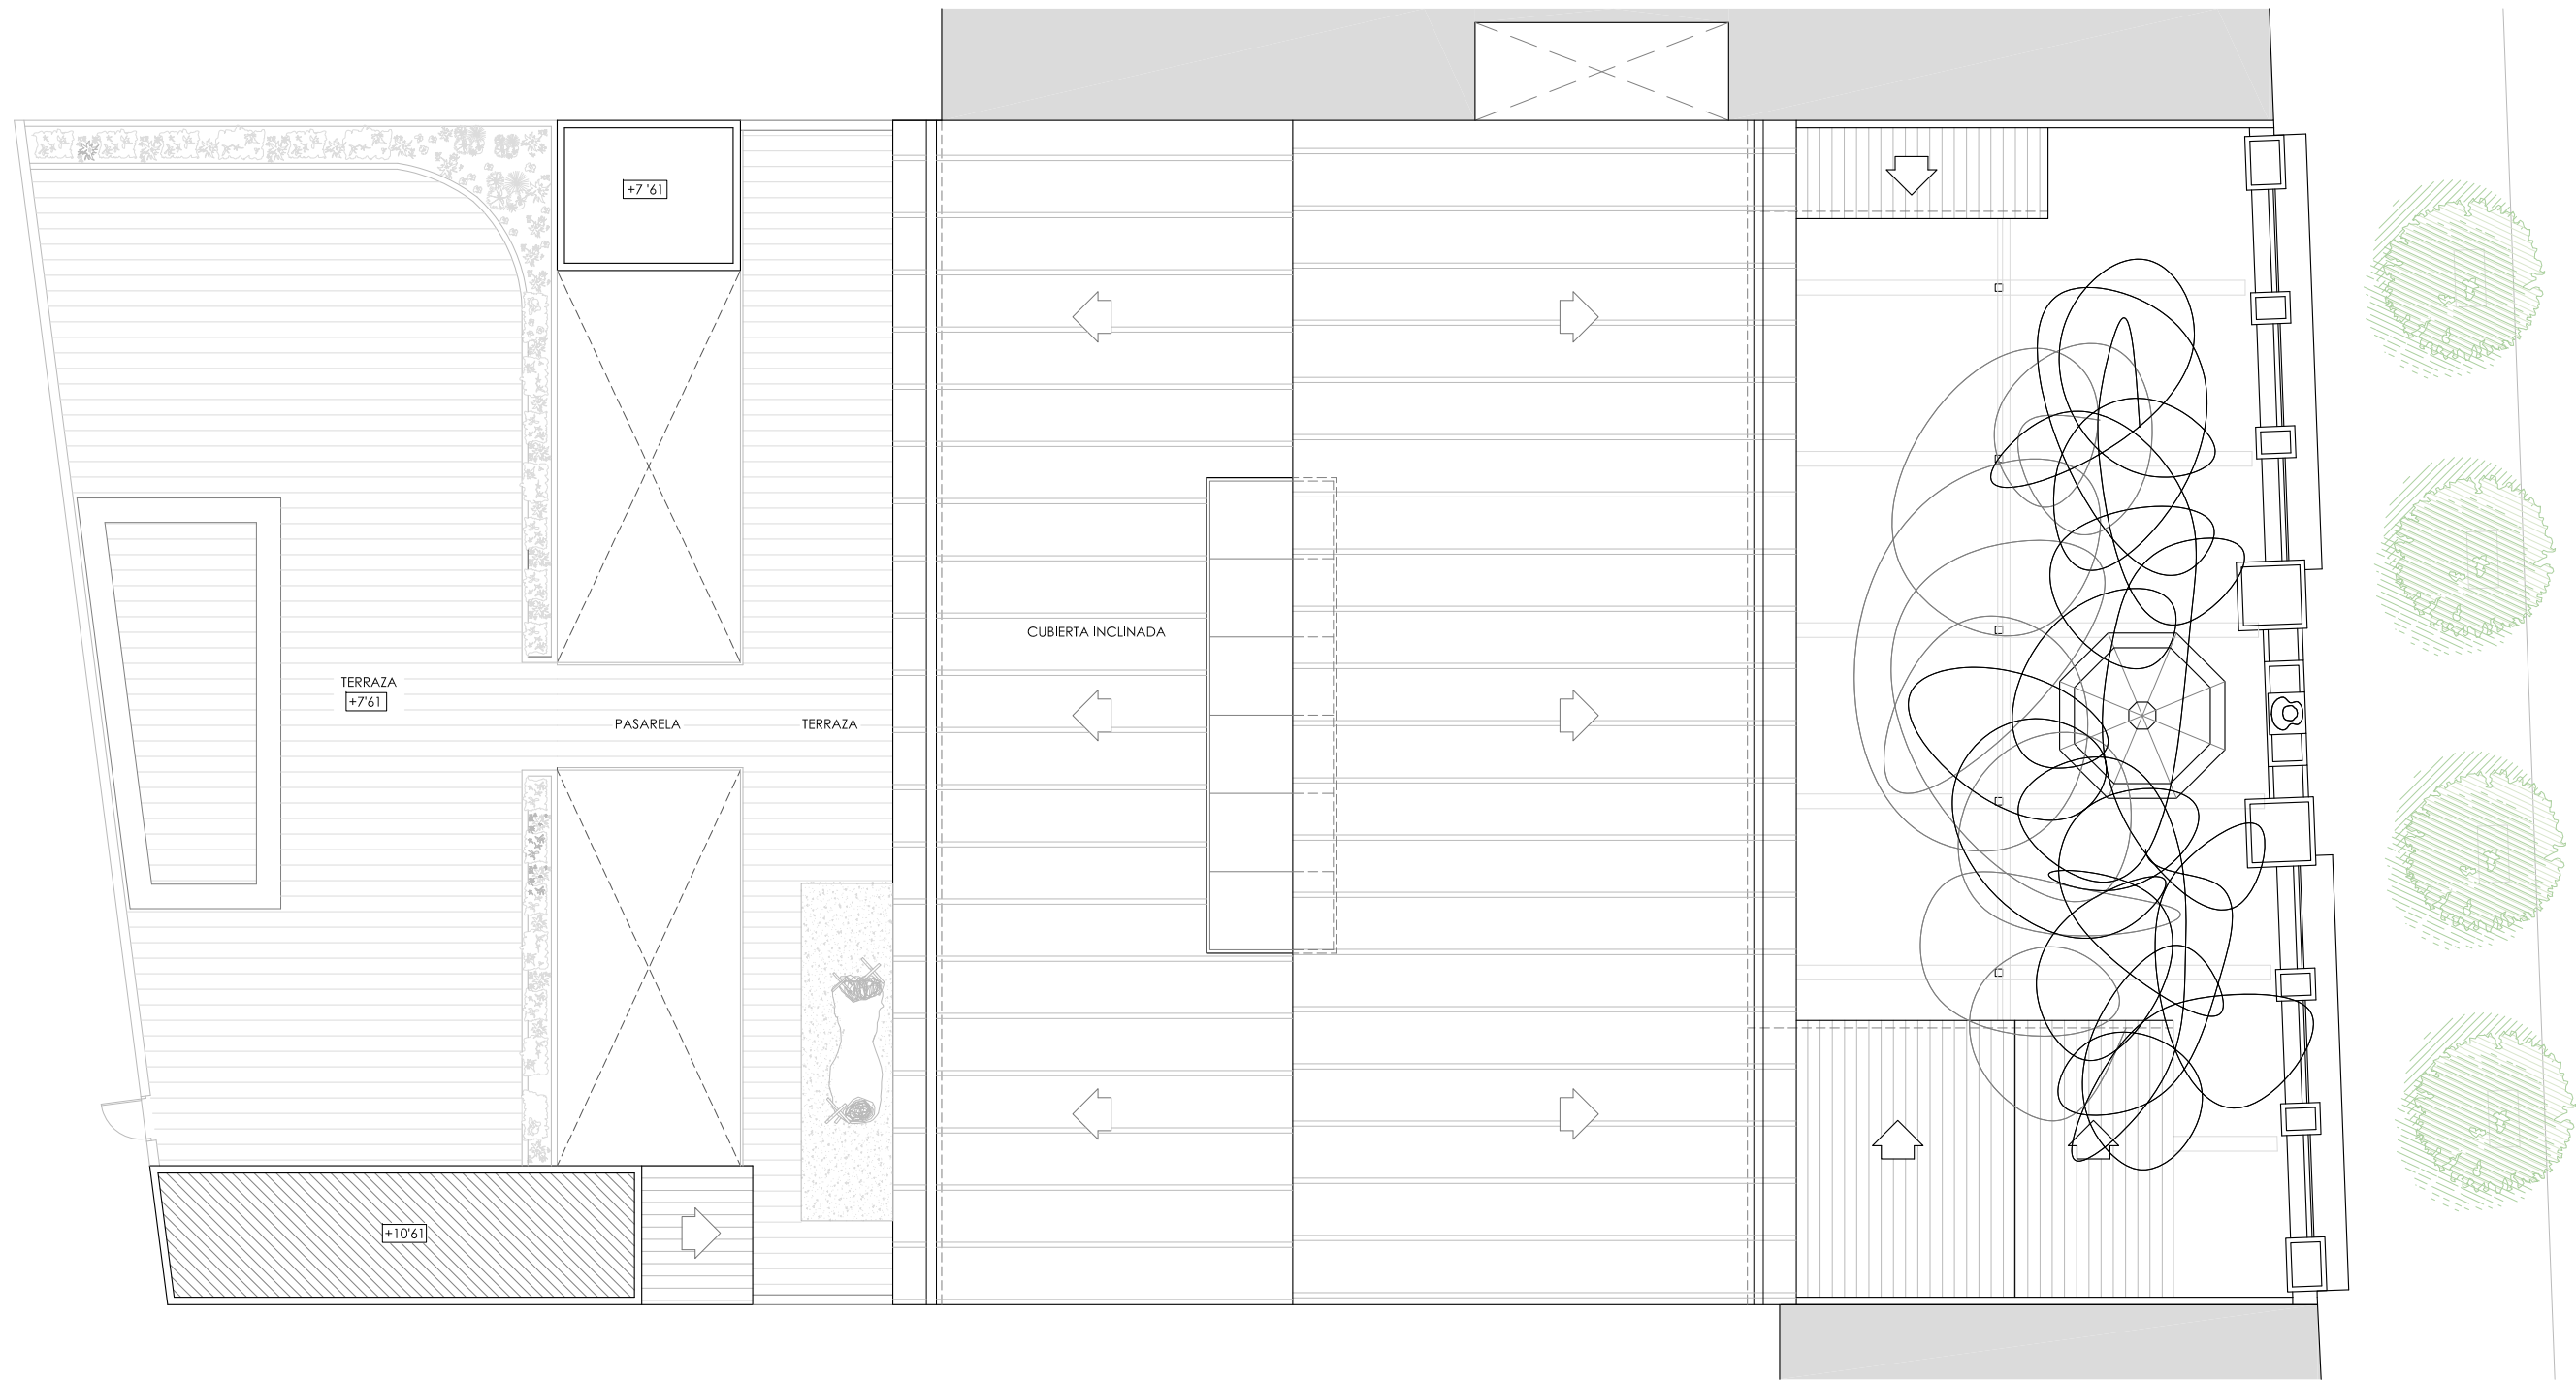 +7 '61
CUBIERTA INCLINADA
TERRAZA
+7'61
PASARELA
TERRAZA
+10'61